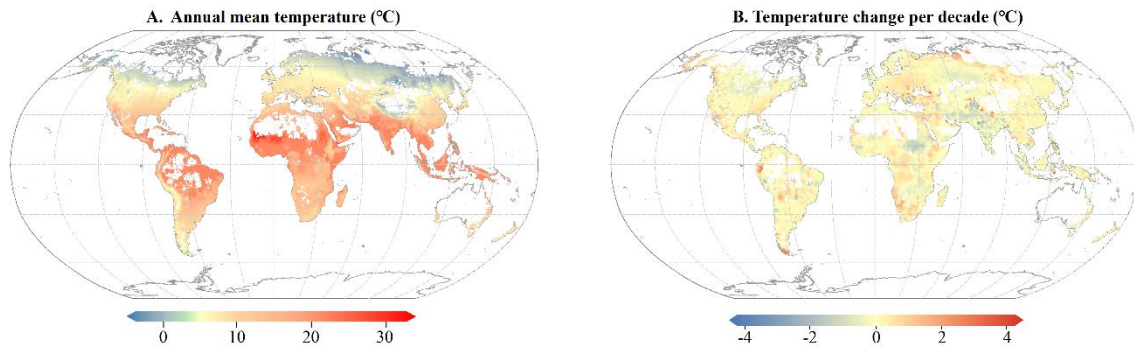 A. Annual mean temperature (℃)
B. Temperature change per decade (℃)
0 10 20 30
-4 -2 0 2 4